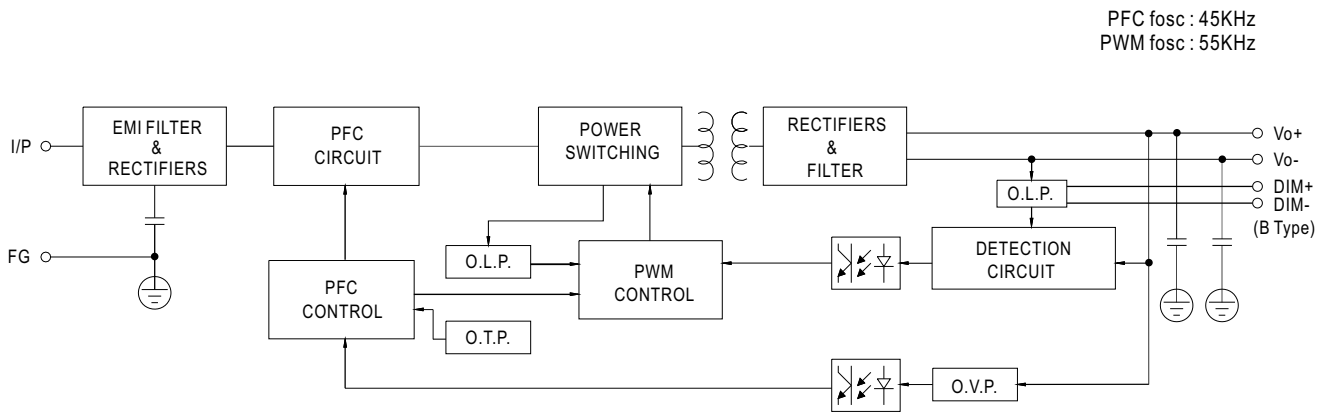 PFC fosc : 45KHz
PWM fosc : 55KHz
I/P
EMI FILTER
&
RECTIFIERS
PFC
CIRCUIT
POWER
SWITCHING
RECTIFIERS
&
FILTER
Vo+
Vo-
O.L.P.
DIM+
DIM-
(B Type)
FG
O.L.P.
PWM
CONTROL
DETECTION
CIRCUIT
PFC
CONTROL
O.T.P.
O.V.P.